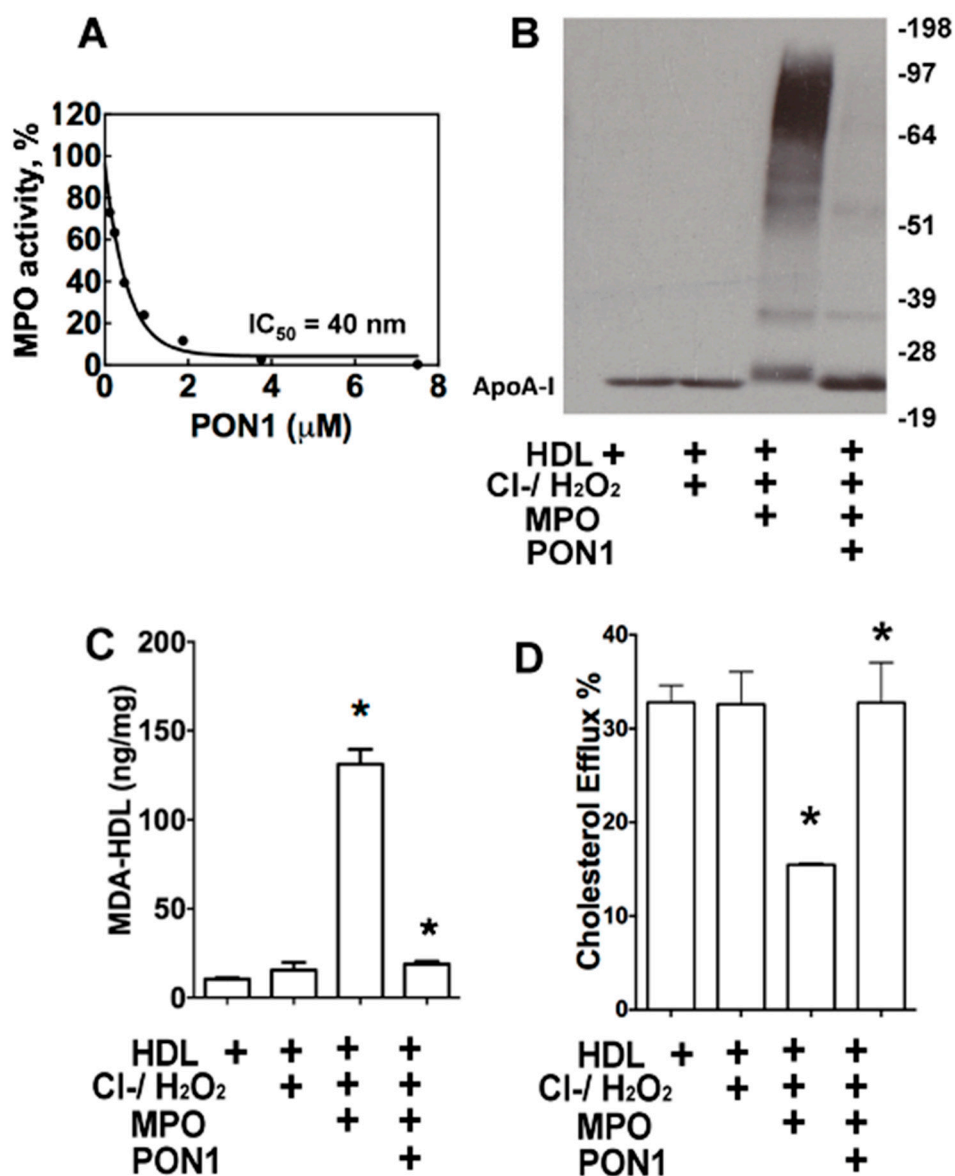 A
MPO activity, %
120
100
80
60
40
20
0
IC₅₀ = 40 nm
0 2 4 6 8
PON1 (μM)
B
-198
-97
-64
-51
-39
-28
-19
ApoA-I
HDL + + + +
Cl-/ H₂O₂ + + +
MPO + +
PON1 +
C
MDA-HDL (ng/mg)
200
150
100
50
0
*
*
HDL + + + +
Cl-/ H₂O₂ + + +
MPO + +
PON1 +
D
Cholesterol Efflux %
40
30
20
10
0
*
*
HDL + + + +
Cl-/ H₂O₂ + + +
MPO + +
PON1 +